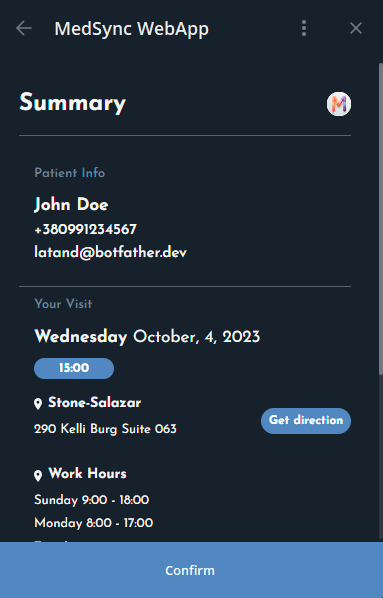 MedSync WebApp
Summary
M
Patient Info
John Doe
+380991234567
latand@botfather.dev
Your Visit
Wednesday October, 4, 2023
15:00
Stone-Salazar
290 Kelli Burg Suite 063
Get direction
Work Hours
Sunday 9:00 - 18:00
Monday 8:00 - 17:00
Confirm